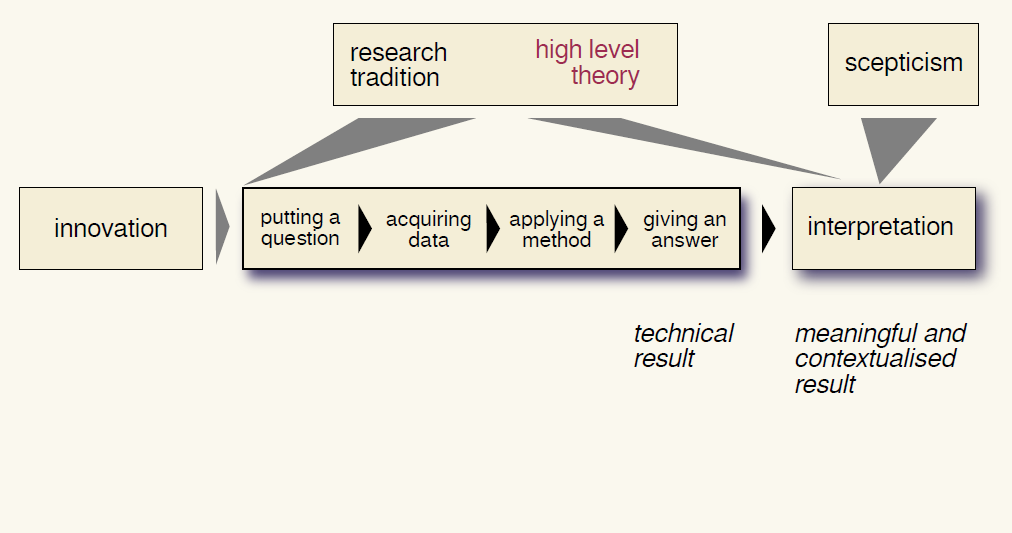 research
tradition
high level
theory
scepticism
innovation
putting a
question
acquiring
data
applying a
method
giving an
answer
interpretation
technical
result
meaningful and
contextualised
result